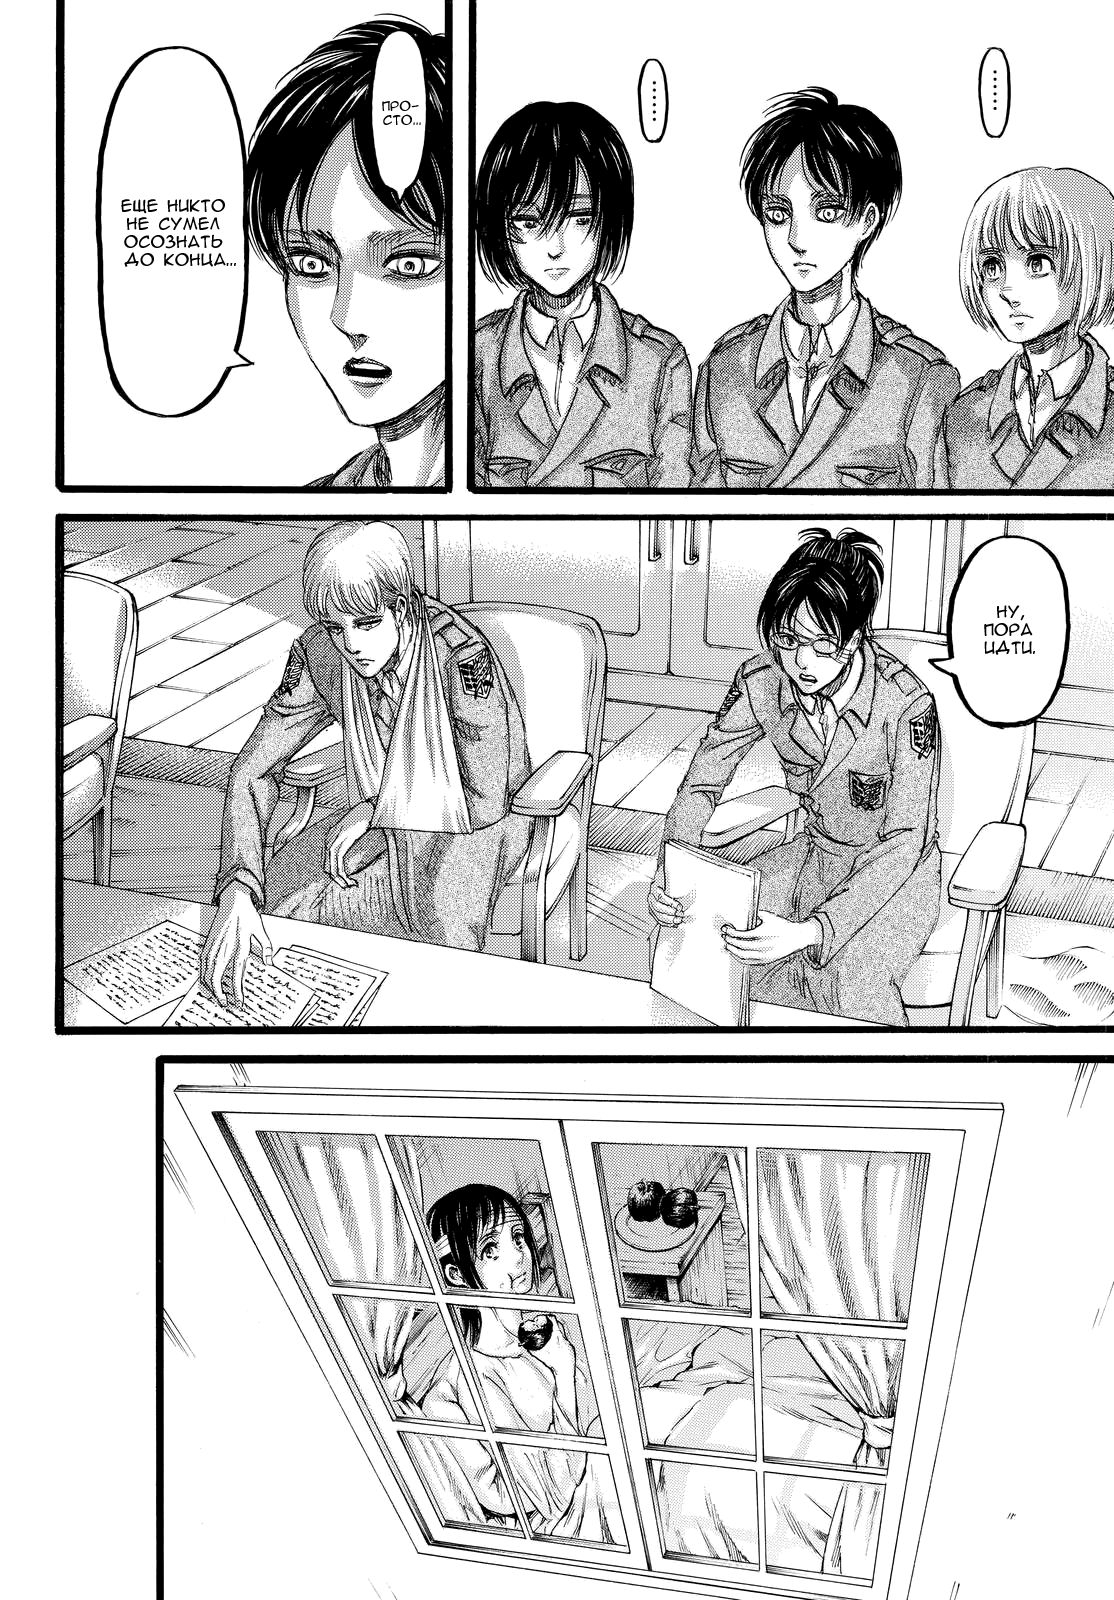 ......
......
ПРО-
СТО...
ЕЩЕ НИКТО
НЕ СУМЕЛ
ОСОЗНАТЬ
ДО КОНЦА...
НУ,
ПОРА
ИДТИ.